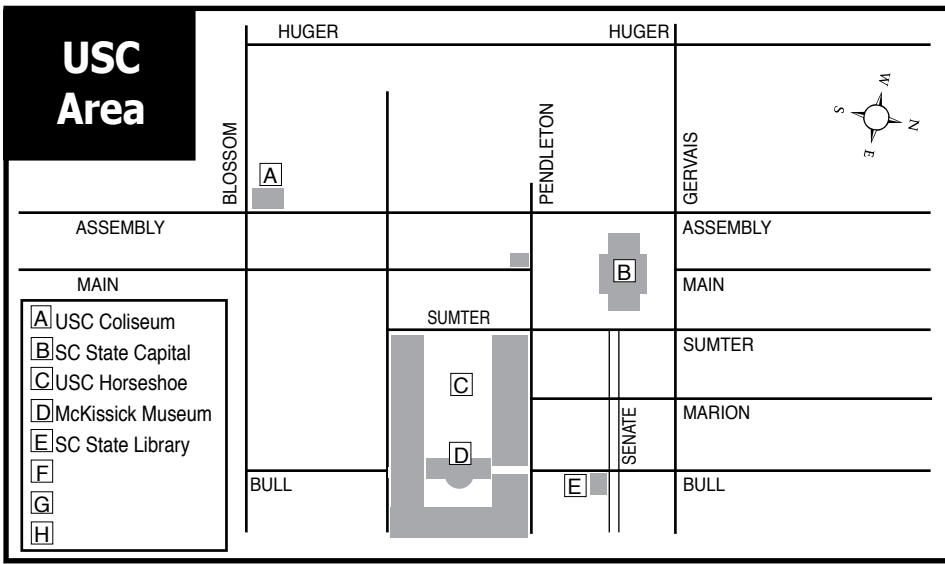 USC
Area
HUGER
HUGER
W
S
N
E
BLOSSOM
PENDLETON
GERVAIS
A
ASSEMBLY
ASSEMBLY
B
MAIN
MAIN
SUMTER
SUMTER
C
MARION
SENATE
D
BULL
E
BULL
A USC Coliseum
B SC State Capital
C USC Horseshoe
D McKissick Museum
E SC State Library
F
G
H